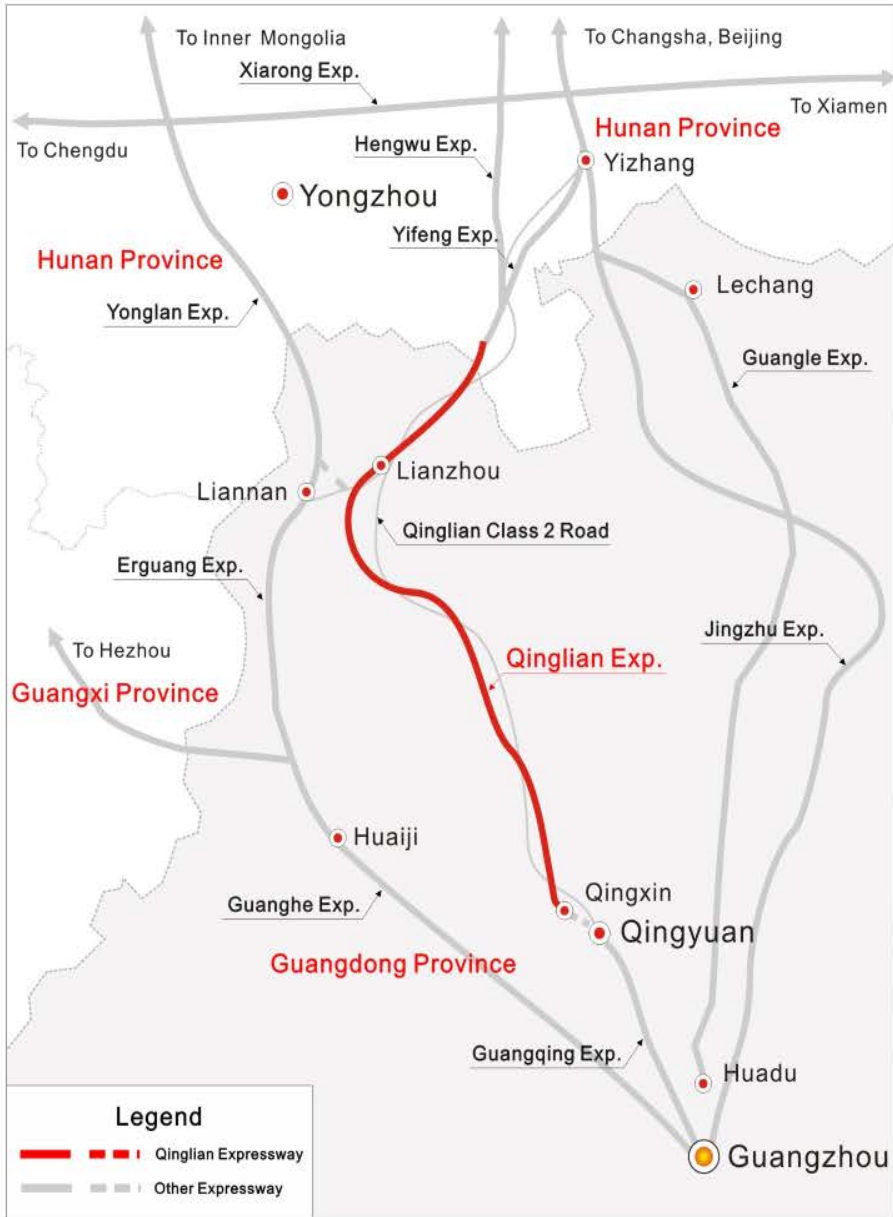 To Inner Mongolia
To Changsha, Beijing
Xiarong Exp.
To Xiamen
To Chengdu
Hengwu Exp.
Hunan Province
Yizhang
Yongzhou
Yifeng Exp.
Hunan Province
Lechang
Yonglan Exp.
Guangle Exp.
Lianzhou
Liannan
Qinglian Class 2 Road
Erguang Exp.
Jingzhu Exp.
To Hezhou
Qinglian Exp.
Guangxi Province
Huaiji
Qingxin
Guanghe Exp.
Qingyuan
Guangdong Province
Guangqing Exp.
Huadu
Legend
Qinglian Expressway
Guangzhou
Other Expressway